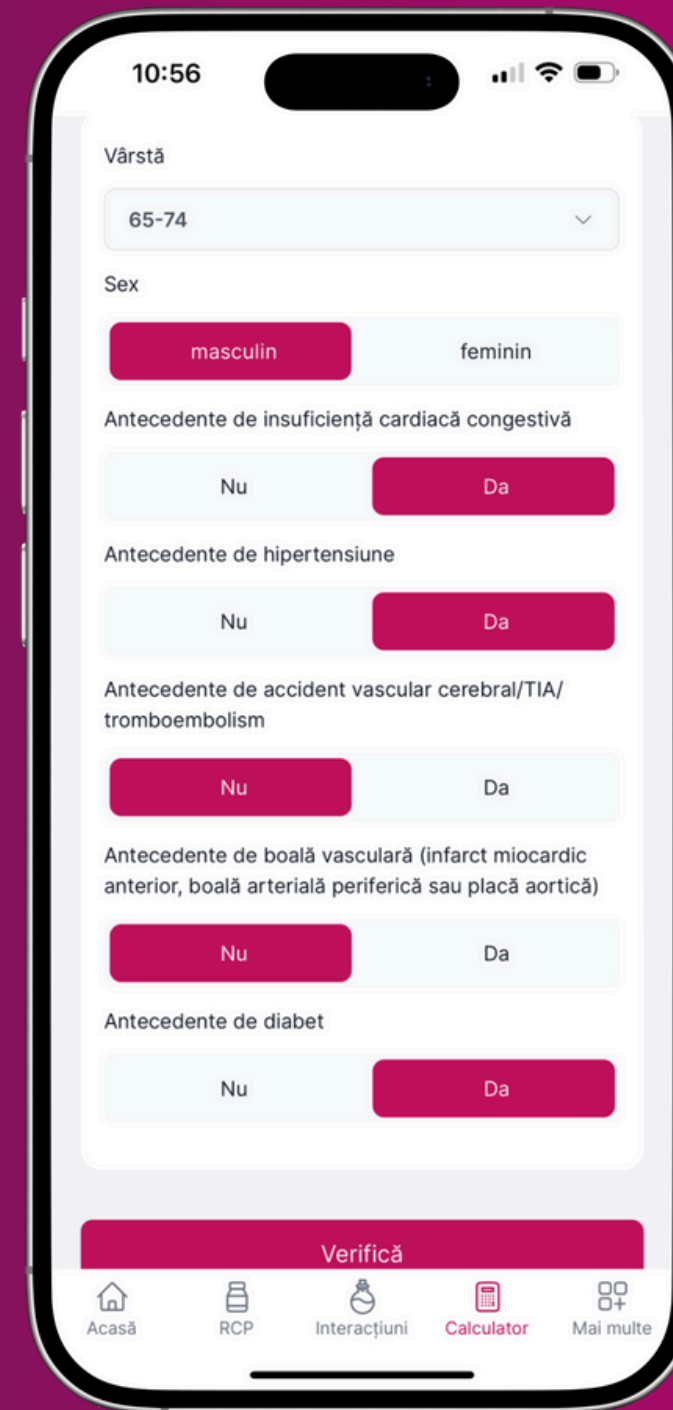 10:56
Vârstă
65-74
Sex
masculin feminin
Antecedente de insuficiență cardiacă congestivă
Nu Da
Antecedente de hipertensiune
Nu Da
Antecedente de accident vascular cerebral/TIA/
tromboembolism
Nu Da
Antecedente de boală vasculară (infarct miocardic
anterior, boală arterială periferică sau placă aortică)
Nu Da
Antecedente de diabet
Nu Da
Verifică
Acasă RCP Interacțiuni Calculator Mai multe